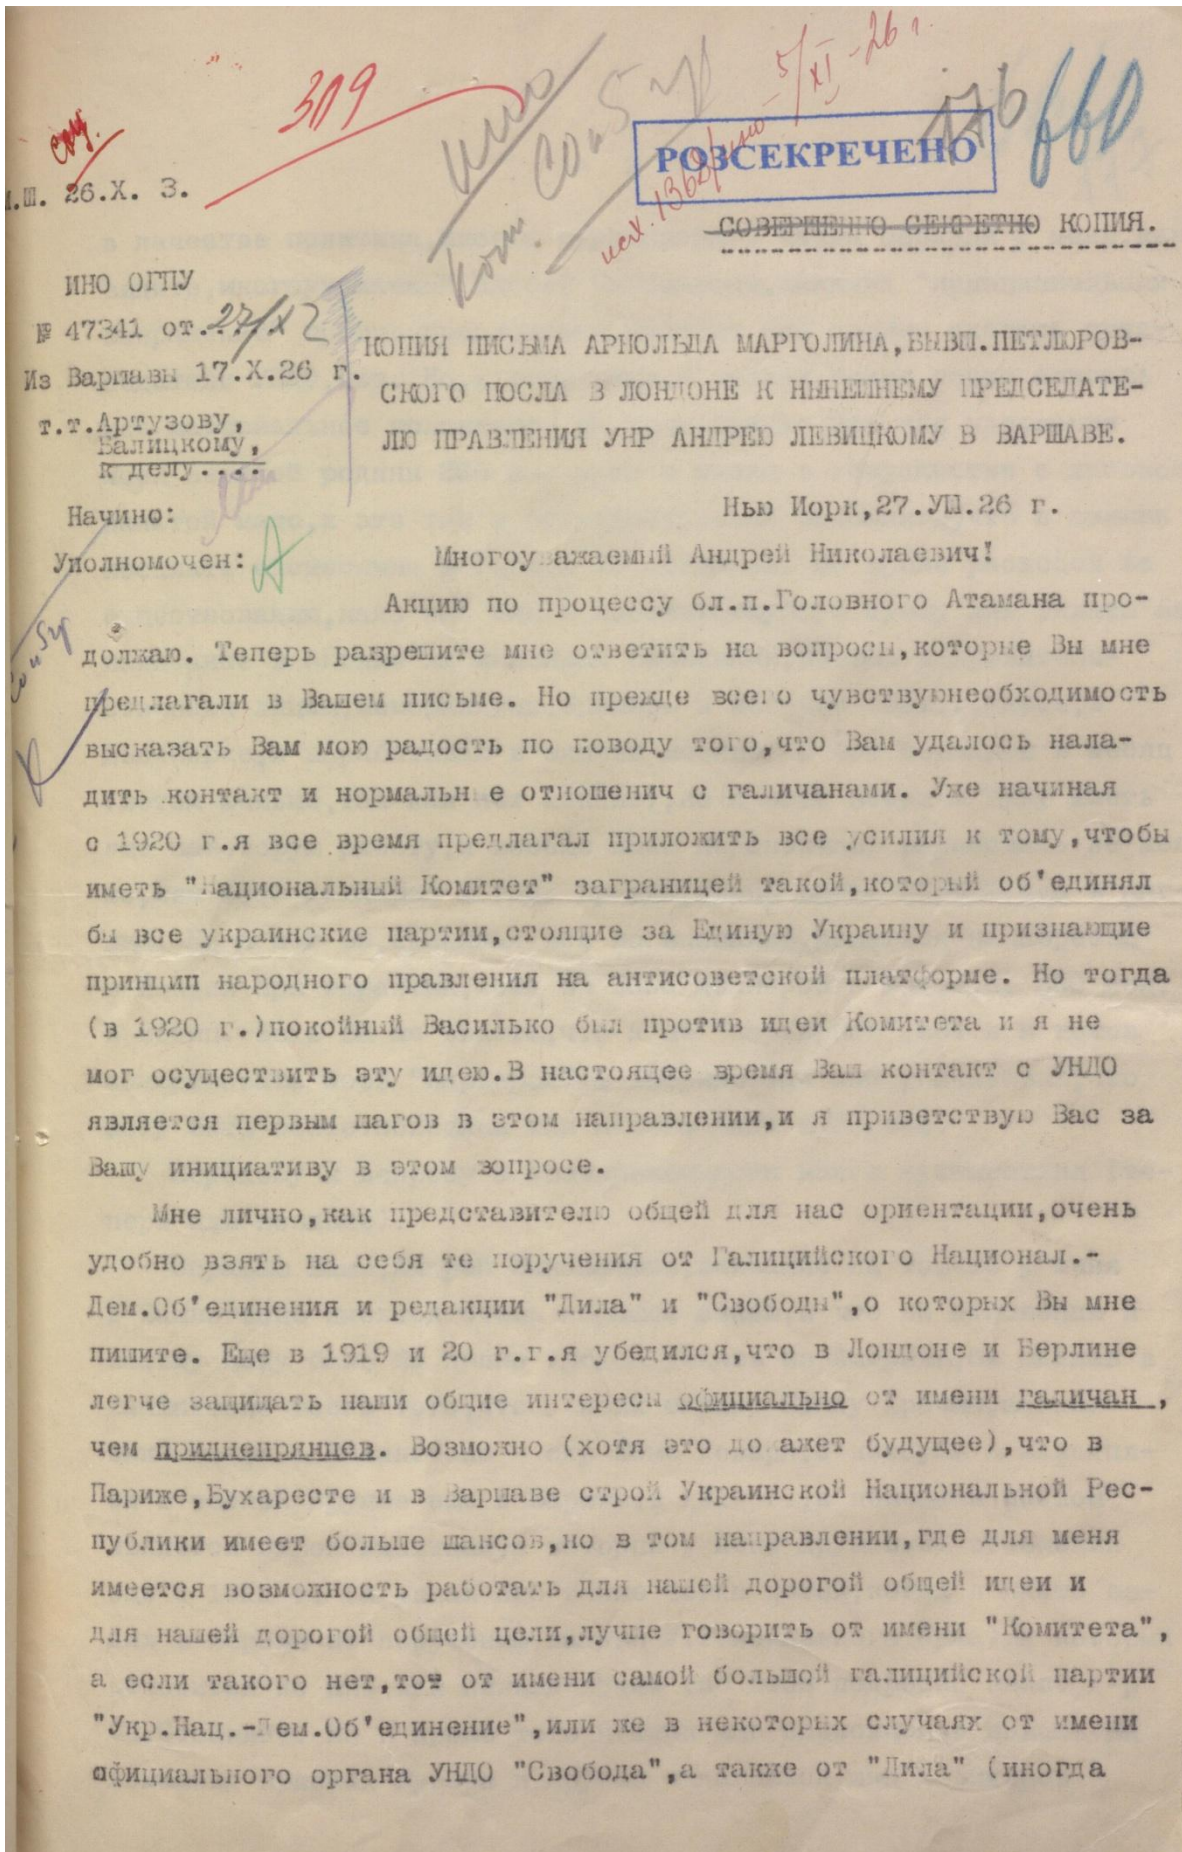 309
176
660
исх. 1368/ино - 5/XI - 26 г.
РОЗСЕКРЕЧЕНО
М.Ш. 26.Х. 3.
СОВЕРШЕННО СЕКРЕТНО КОПИЯ.
ИНО ОГПУ
№ 47341 от..27/X
Из Варшавы 17.X.26 г.
т.т.Артузову,
Балицкому,
к делу....
Начино:
Уполномочен:
КОПИЯ ПИСЬМА АРНОЛЬДА МАРГОЛИНА,БЫВШ.ПЕТЛЮРОВ-
СКОГО ПОСЛА В ЛОНДОНЕ К НЫНЕШНЕМУ ПРЕДСЕДАТЕ-
ЛЮ ПРАВЛЕНИЯ УНР АНДРЕЮ ЛЕВИЦКОМУ В ВАРШАВЕ.
Нью Иорк,27.УШ.26 г.
Многоуважаемый Андрей Николаевич!
Акцию по процессу бл.п.Головного Атамана про-
должаю. Теперь разрешите мне ответить на вопросы,которые Вы мне
предлагали в Вашем письме. Но прежде всего чувствуюнеобходимость
высказать Вам мою радость по поводу того,что Вам удалось нала-
дить контакт и нормальн е отношенич с галичанами. Уже начиная
с 1920 г.я все время предлагал приложить все усилия к тому,чтобы
иметь "Национальный Комитет" заграницей такой,который об'единял
бы все украинские партии,стоящие за Единую Украину и признающие
принцип народного правления на антисоветской платформе. Но тогда
(в 1920 г.)покойный Василько был против идеи Комитета и я не
мог осуществить эту идею.В настоящее время Ваш контакт с УНДО
является первым шагов в этом направлении,и я приветствую Вас за
Вашу инициативу в этом вопросе.
Мне лично,как представителю общей для нас ориентации,очень
удобно взять на себя те поручения от Галицийского Национал.-
Дем.Об'единения и редакции "Дила" и "Свободы",о которых Вы мне
пишите. Еще в 1919 и 20 г.г.я убедился,что в Лондоне и Берлине
легче защищать наши общие интересы официально от имени галичан ,
чем приднепрянцев. Возможно (хотя это до ажет будущее),что в
Париже,Бухаресте и в Варшаве строй Украинской Национальной Рес-
публики имеет больше шансов,но в том направлении,где для меня
имеется возможность работать для нашей дорогой общей идеи и
для нашей дорогой общей цели,лучше говорить от имени "Комитета",
а если такого нет,тот от имени самой большой галицийской партии
"Укр.Нац.-Дем.Об'единение",или же в некоторых случаях от имени
официального органа УНДО "Свобода",а также от "Дила" (иногда